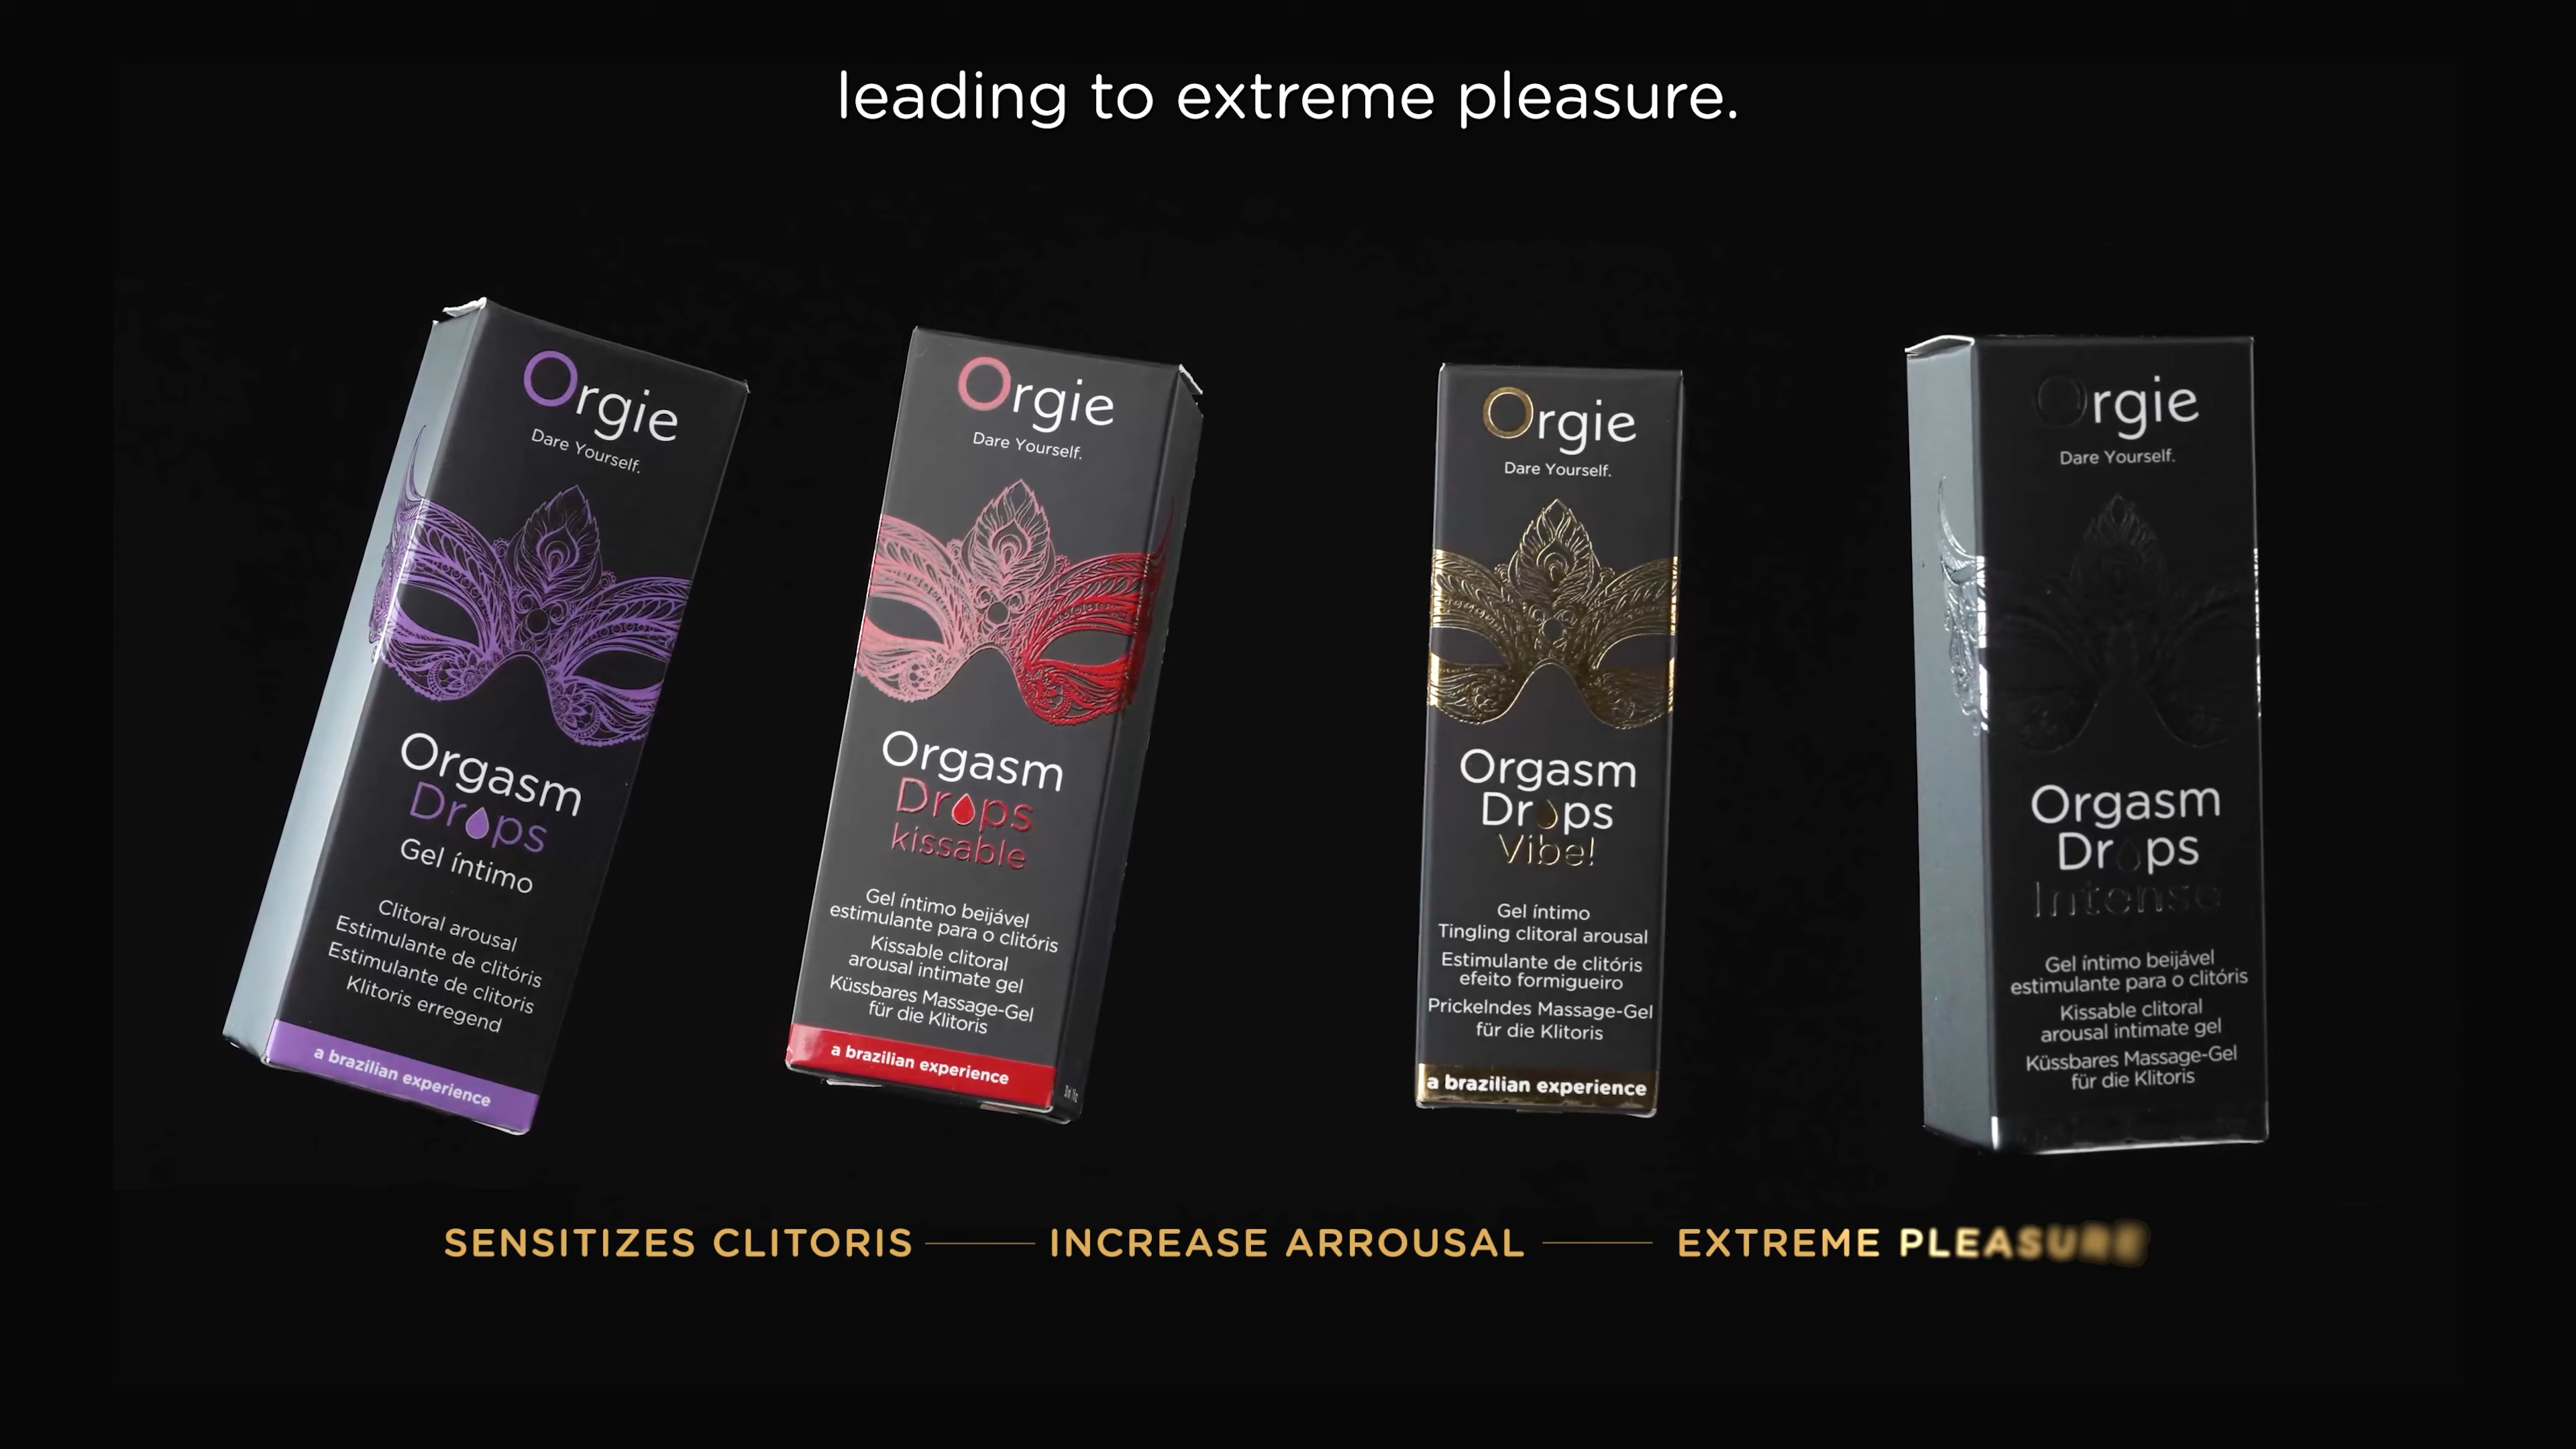 leading to extreme pleasure.
Orgie
Dare Yourself.
Orgasm
Drops
Gel íntimo
Clitoral arousal
Estimulante de clitóris
Estimulante de clitoris
Klitoris erregend
a brazilian experience
Orgie
Dare Yourself.
Orgasm
Drops
kissable
Gel íntimo beijável
estimulante para o clitóris
Kissable clitoral
arousal intimate gel
Küssbares Massage-Gel
für die Klitoris
a brazilian experience
Orgie
Dare Yourself.
Orgasm
Drops
Vibe!
Gel íntimo
Tingling clitoral arousal
Estimulante de clitóris
efeito formigueiro
Prickelndes Massage-Gel
für die Klitoris
a brazilian experience
Orgie
Dare Yourself.
Orgasm
Drops
Intense
Gel íntimo beijável
estimulante para o clitóris
Kissable clitoral
arousal intimate gel
Küssbares Massage-Gel
für die Klitoris
SENSITIZES CLITORIS INCREASE ARROUSAL EXTREME PLEASURE